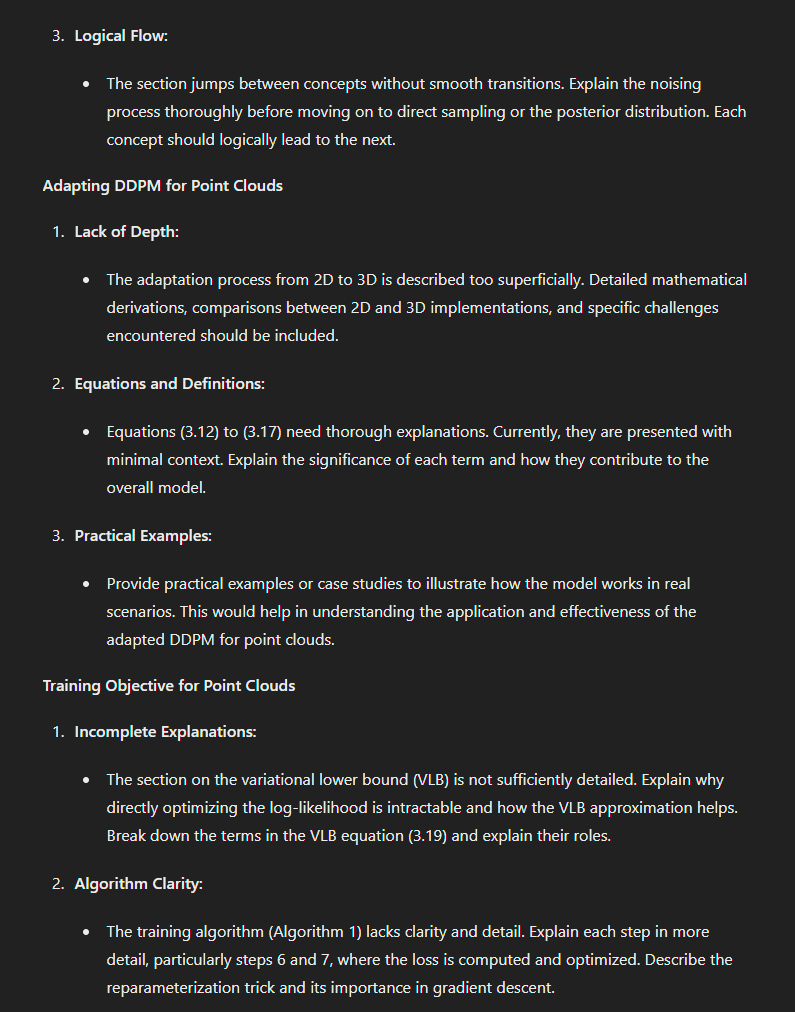 3. Logical Flow:
• The section jumps between concepts without smooth transitions. Explain the noising
process thoroughly before moving on to direct sampling or the posterior distribution. Each
concept should logically lead to the next.
Adapting DDPM for Point Clouds
1. Lack of Depth:
• The adaptation process from 2D to 3D is described too superficially. Detailed mathematical
derivations, comparisons between 2D and 3D implementations, and specific challenges
encountered should be included.
2. Equations and Definitions:
• Equations (3.12) to (3.17) need thorough explanations. Currently, they are presented with
minimal context. Explain the significance of each term and how they contribute to the
overall model.
3. Practical Examples:
• Provide practical examples or case studies to illustrate how the model works in real
scenarios. This would help in understanding the application and effectiveness of the
adapted DDPM for point clouds.
Training Objective for Point Clouds
1. Incomplete Explanations:
• The section on the variational lower bound (VLB) is not sufficiently detailed. Explain why
directly optimizing the log-likelihood is intractable and how the VLB approximation helps.
Break down the terms in the VLB equation (3.19) and explain their roles.
2. Algorithm Clarity:
• The training algorithm (Algorithm 1) lacks clarity and detail. Explain each step in more
detail, particularly steps 6 and 7, where the loss is computed and optimized. Describe the
reparameterization trick and its importance in gradient descent.